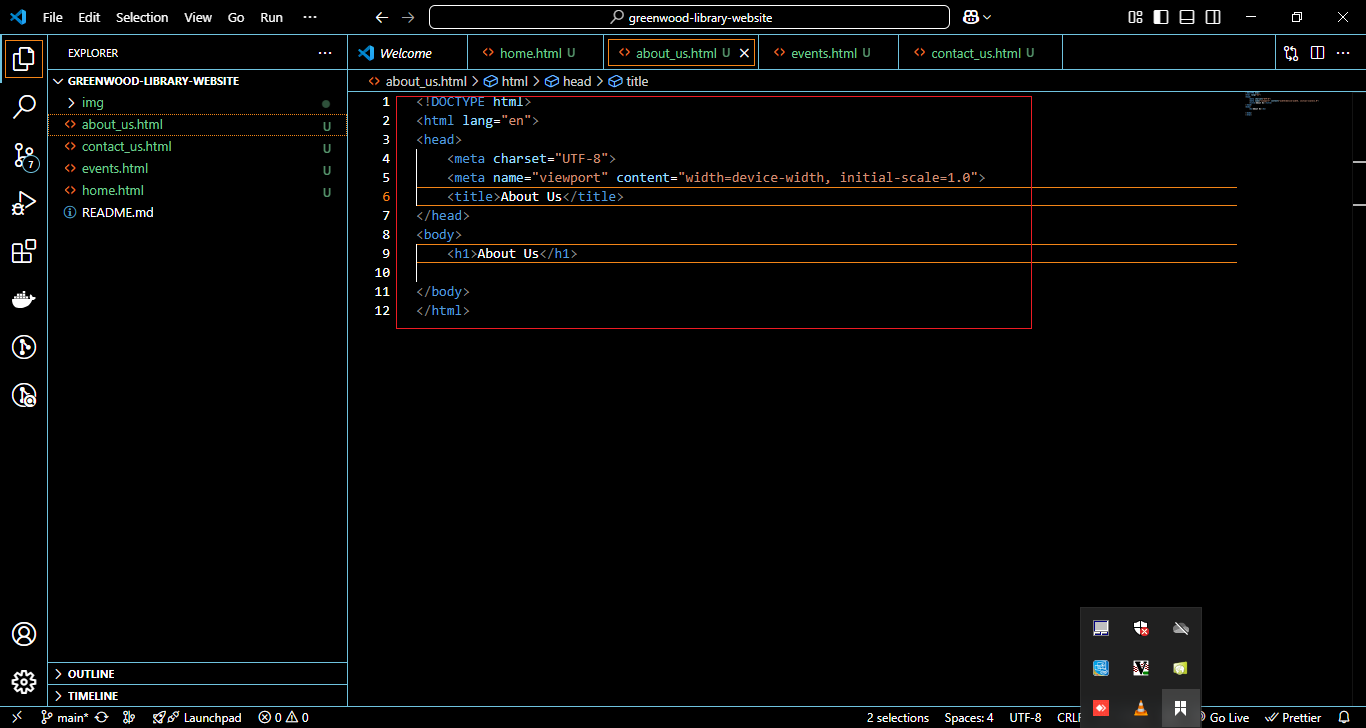 File Edit Selection View Go Run ···
greenwood-library-website
EXPLORER
Welcome
home.html U
about_us.html U
events.html U
contact_us.html U
GREENWOOD-LIBRARY-WEBSITE
about_us.html > html > head > title
img
about_us.html U
contact_us.html U
events.html U
home.html U
README.md
1 <!DOCTYPE html>
2 <html lang="en">
3 <head>
4 <meta charset="UTF-8">
5 <meta name="viewport" content="width=device-width, initial-scale=1.0">
6 <title>About Us</title>
7 </head>
8 <body>
9 <h1>About Us</h1>
10
11 </body>
12 </html>
7
OUTLINE
TIMELINE
main* Launchpad 0 0 2 selections Spaces: 4 UTF-8 CRLF Go Live Prettier